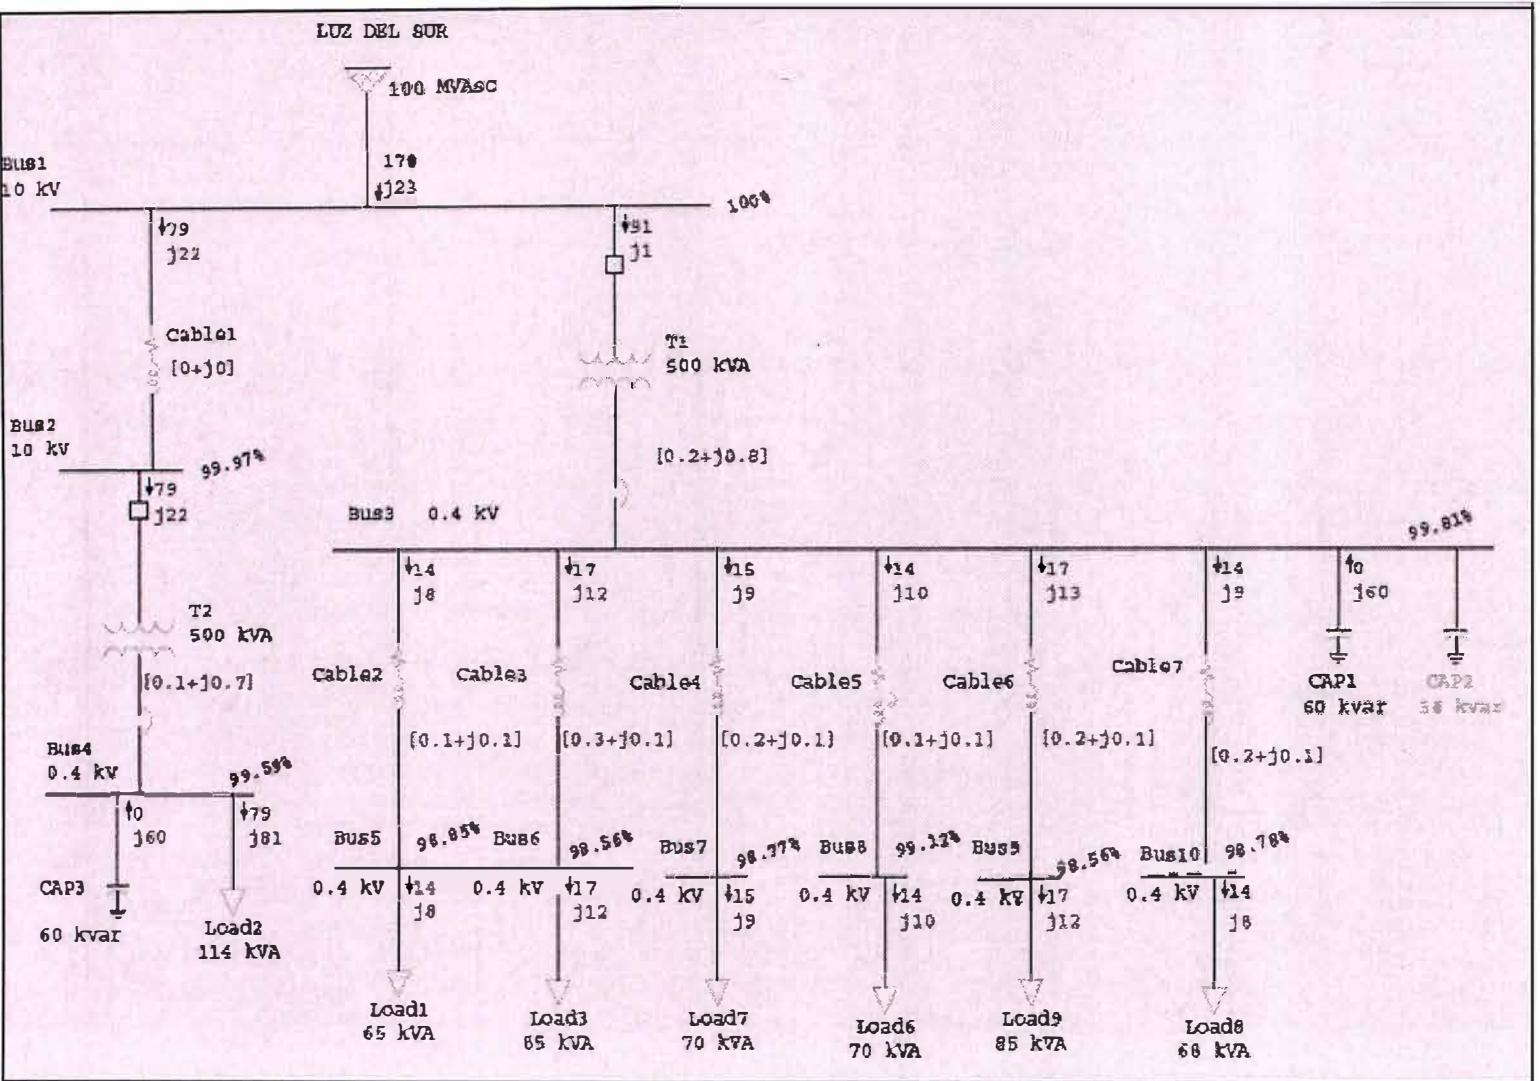 LUZ DEL SUR
100 MVAsc
Bus1
10 kV
170
j23
100%
79
j22
91
j1
Cable1
[0+j0]
T1
500 kVA
Bus2
10 kV
99.97%
79
j22
[0.2+j0.8]
Bus3 0.4 kV
99.81%
14
j8
17
j12
15
j9
14
j10
17
j13
14
j9
0
j60
T2
500 kVA
[0.1+j0.7]
Cable2
Cable3
Cable4
Cable5
Cable6
Cable7
CAP1
60 kvar
CAP2
kvar
[0.1+j0.1]
[0.3+j0.1]
[0.2+j0.1]
[0.1+j0.1]
[0.2+j0.1]
[0.2+j0.1]
Bus4
0.4 kV
99.59%
0
j60
79
j81
CAP3
60 kvar
Load2
114 kVA
Bus5
98.85%
0.4 kV
14
j8
Bus6
98.56%
0.4 kV
17
j12
Bus7
98.37%
0.4 kV
15
j9
Bus8
99.12%
0.4 kV
14
j10
Bus9
98.56%
0.4 kV
17
j12
Bus10
98.78%
0.4 kV
14
j8
Load1
65 kVA
Load3
85 kVA
Load7
70 kVA
Load6
70 kVA
Load9
85 kVA
Load8
68 kVA